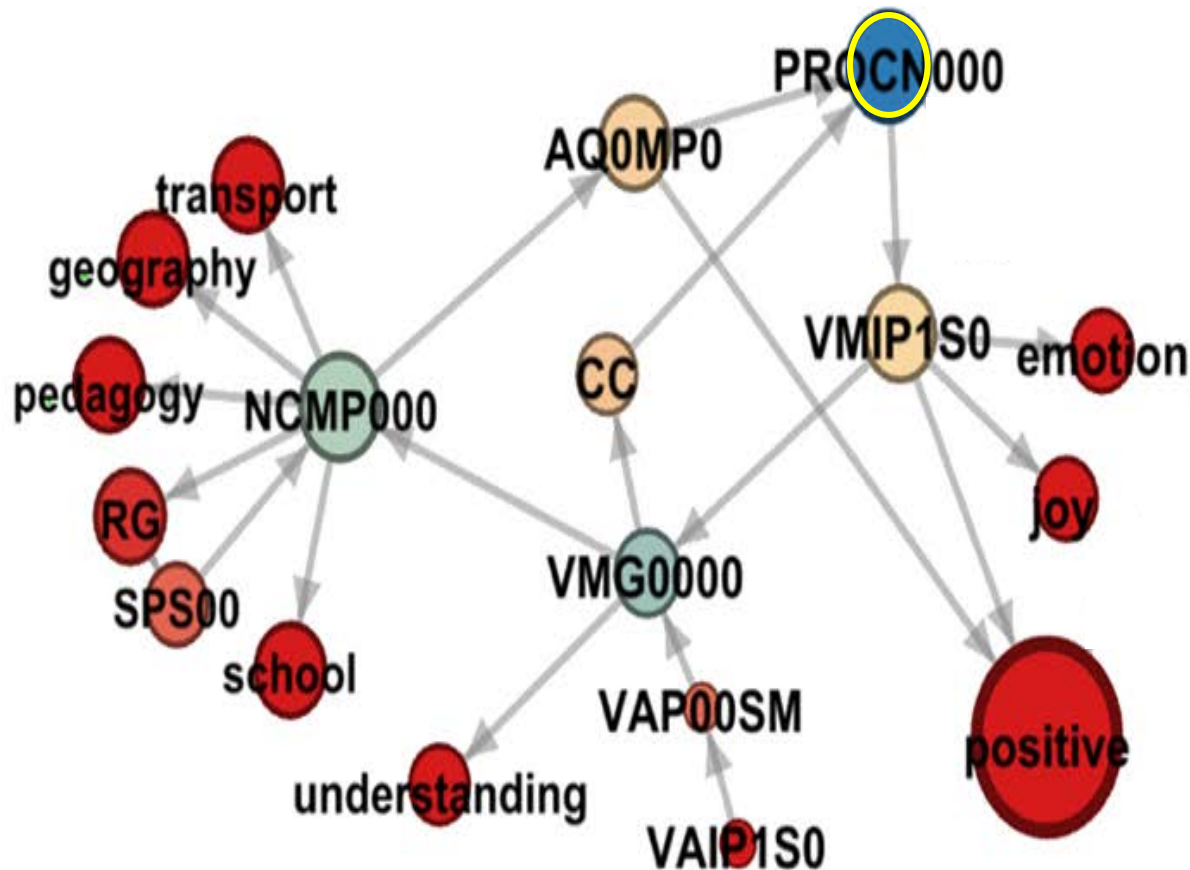 PROCN000
AQ0MP0
transport
geography
VMIP1S0
emotion
CC
pedagogy
NCMP000
joy
RG
VMG0000
SPS00
school
VAP00SM
positive
understanding
VAIP1S0